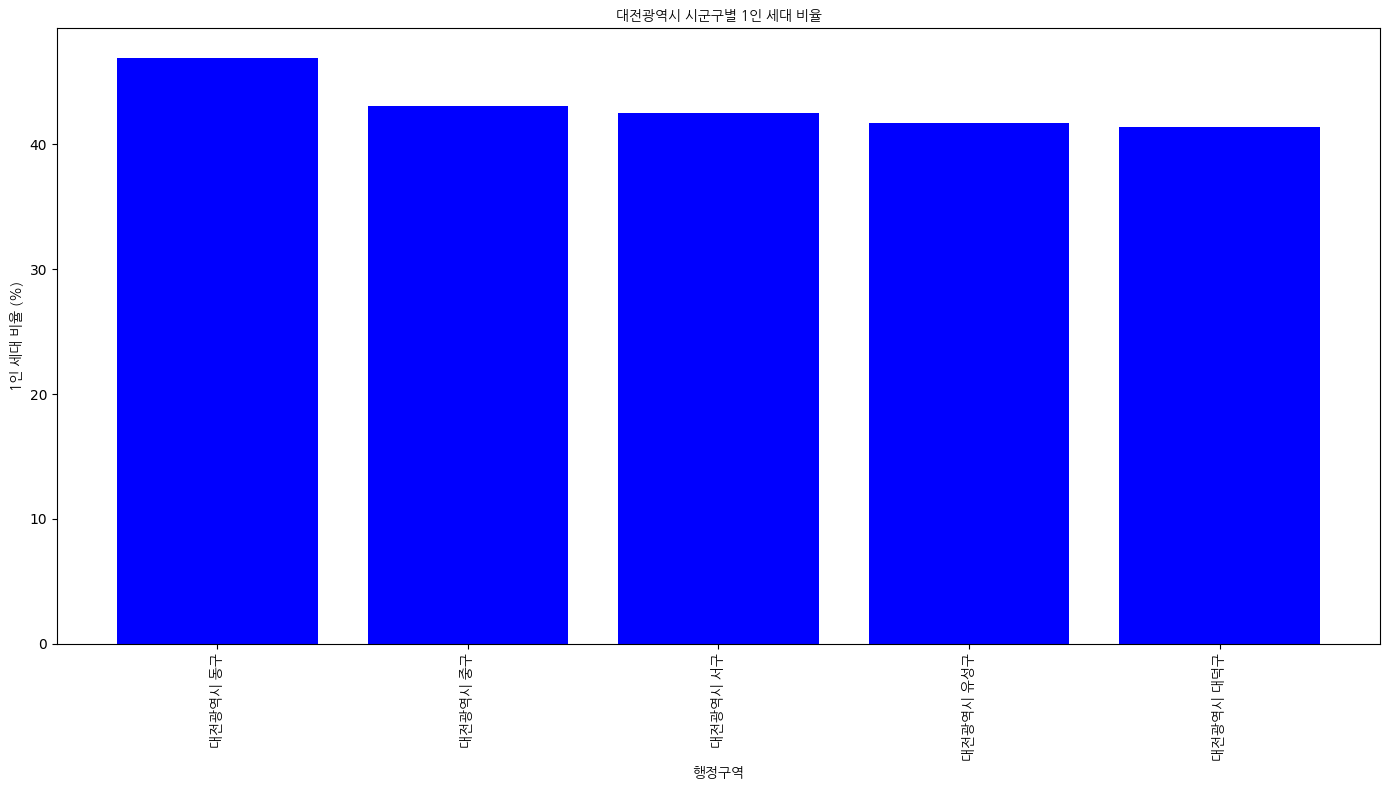 대전광역시 시군구별 1인 세대 비율
1인 세대 비율 (%)
40
30
20
10
0
대전광역시 동구
대전광역시 중구
대전광역시 서구
대전광역시 유성구
대전광역시 대덕구
행정구역